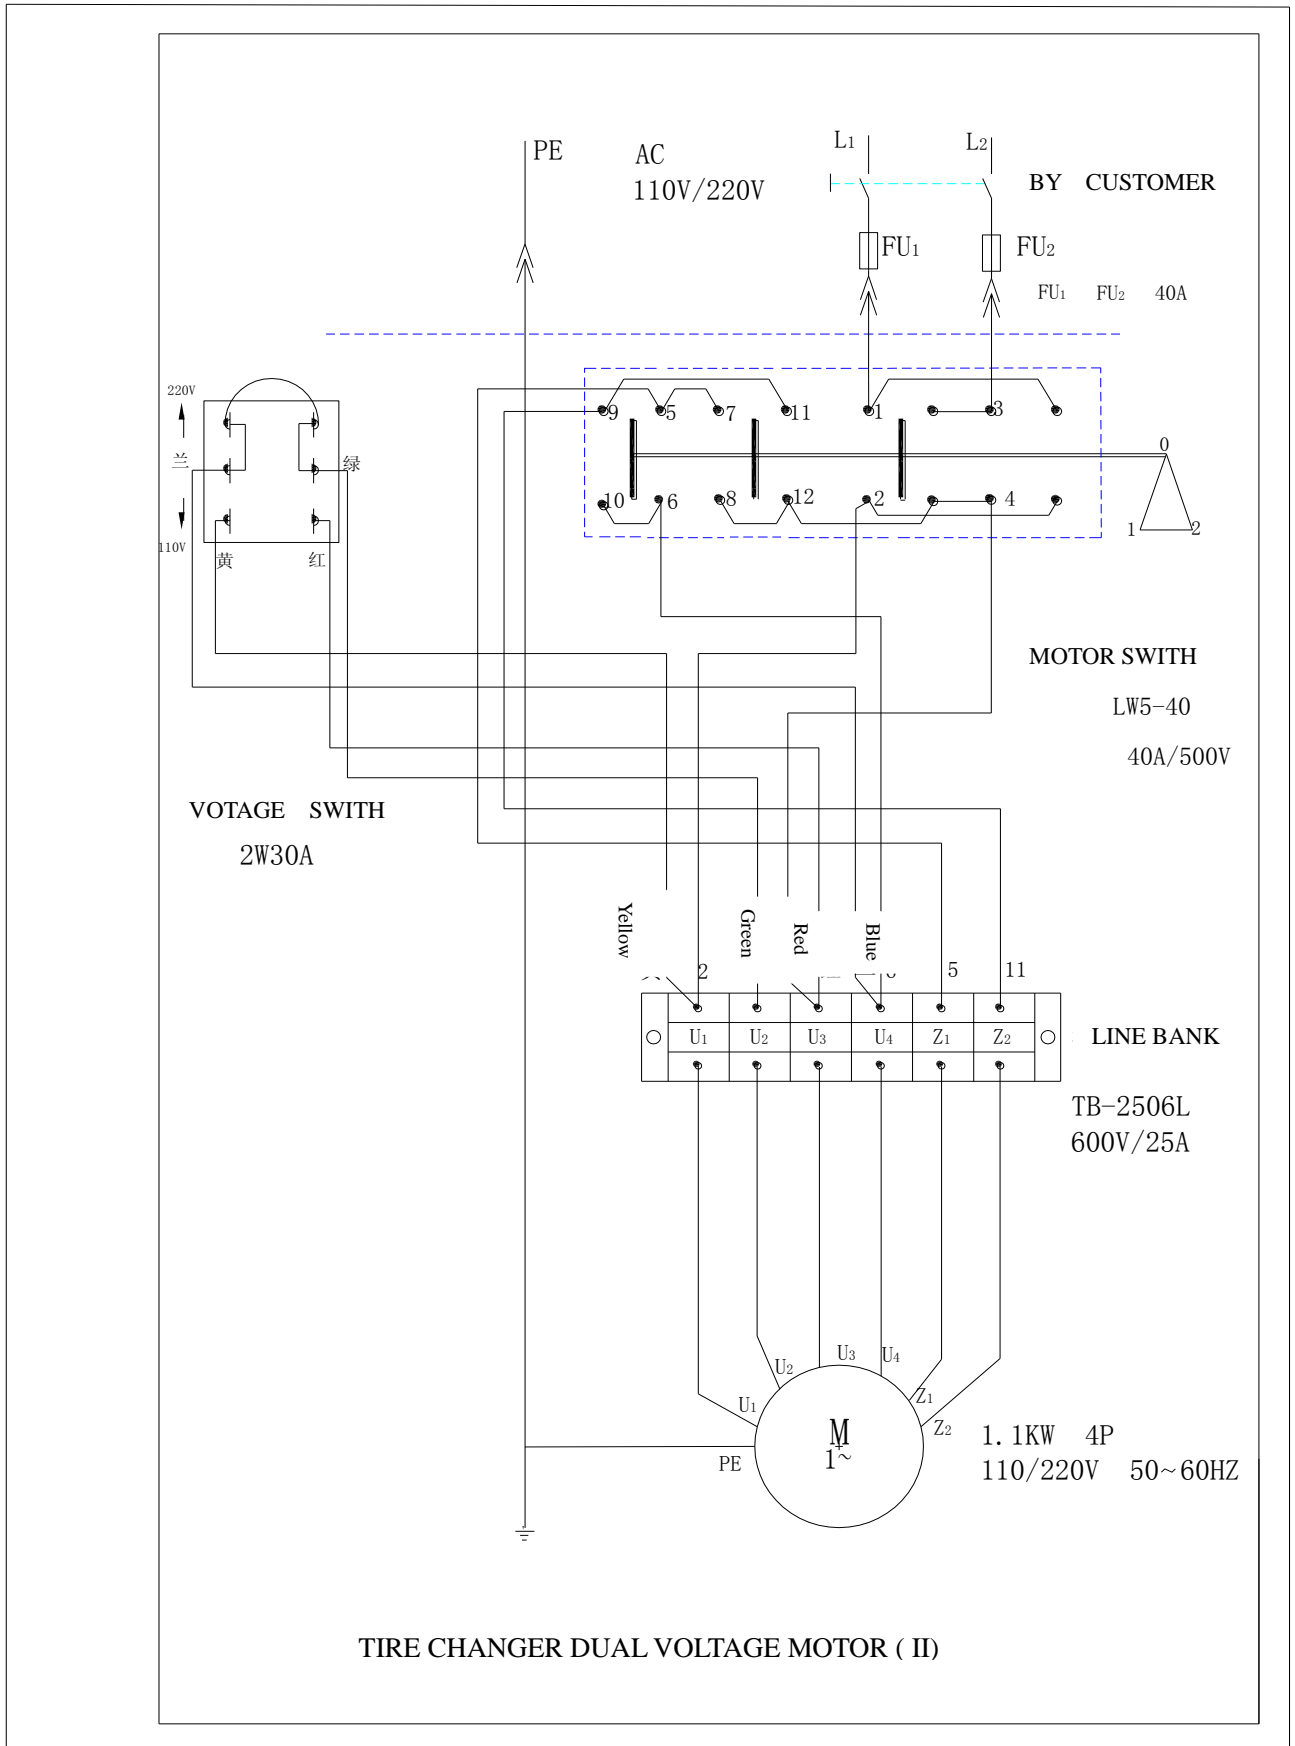 PE
AC
110V/220V
L1
L2
BY CUSTOMER
FU1
FU2
FU1 FU2 40A
220V
兰
绿
110V
黄
红
9 5 7 11 1 3
10 6 8 12 2 4
0
1 2
MOTOR SWITH
LW5-40
40A/500V
VOTAGE SWITH
2W30A
Yellow
Green
Red
Blue
2
5
11
U1 U2 U3 U4 Z1 Z2
LINE BANK
TB-2506L
600V/25A
U1
U2
U3
U4
Z1
Z2
PE
M
1~
1.1KW 4P
110/220V 50~60HZ
TIRE CHANGER DUAL VOLTAGE MOTOR ( II)